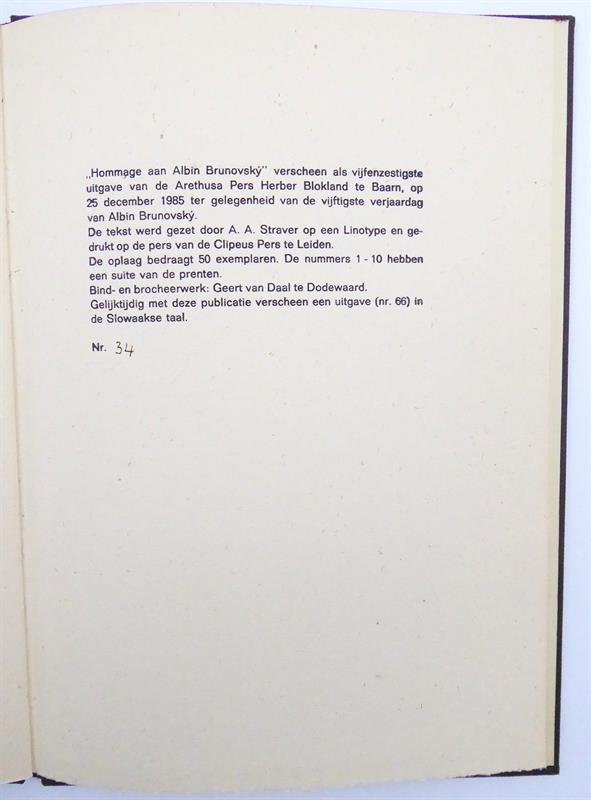 „Hommage aan Albín Brunovský” verscheen als vijfenzestigste
uitgave van de Arethusa Pers Herber Blokland te Baarn, op
25 december 1985 ter gelegenheid van de vijftigste verjaardag
van Albín Brunovský.
De tekst werd gezet door A. A. Straver op een Linotype en ge-
drukt op de pers van de Clipeus Pers te Leiden.
De oplaag bedraagt 50 exemplaren. De nummers 1 - 10 hebben
een suite van de prenten.
Bind- en brocheerwerk: Geert van Daal te Dodewaard.
Gelijktijdig met deze publicatie verscheen een uitgave (nr. 66) in
de Slowaakse taal.
Nr. 34